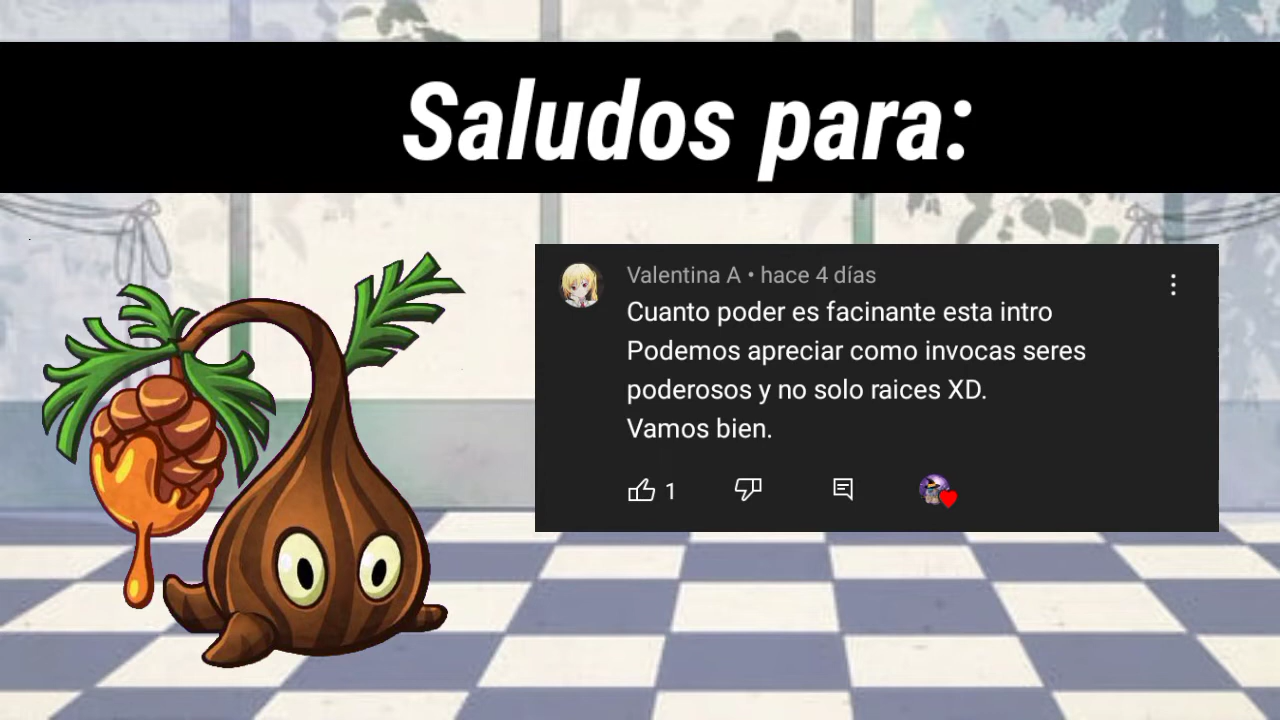 Saludos para:
Valentina A • hace 4 días
Cuanto poder es facinante esta intro
Podemos apreciar como invocas seres
poderosos y no solo raices XD.
Vamos bien.
1